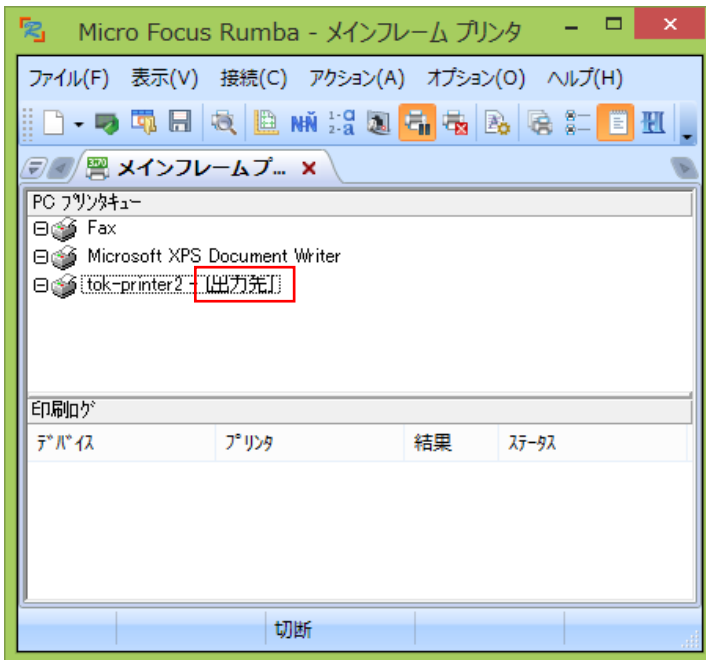 Micro Focus Rumba - メインフレーム プリンタ
ファイル(F) 表示(V) 接続(C) アクション(A) オプション(O) ヘルプ(H)
メインフレームプ...
PC プリンタキュー
Fax
Microsoft XPS Document Writer
tok-printer2 - [出力先]
印刷ログ
デバイス プリンタ 結果 ステータス
切断